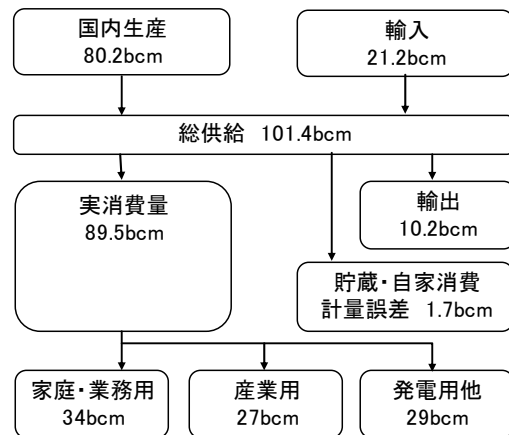 国内生産
80.2bcm
輸入
21.2bcm
総供給 101.4bcm
実消費量
89.5bcm
輸出
10.2bcm
貯蔵・自家消費
計量誤差 1.7bcm
家庭・業務用
34bcm
産業用
27bcm
発電用他
29bcm